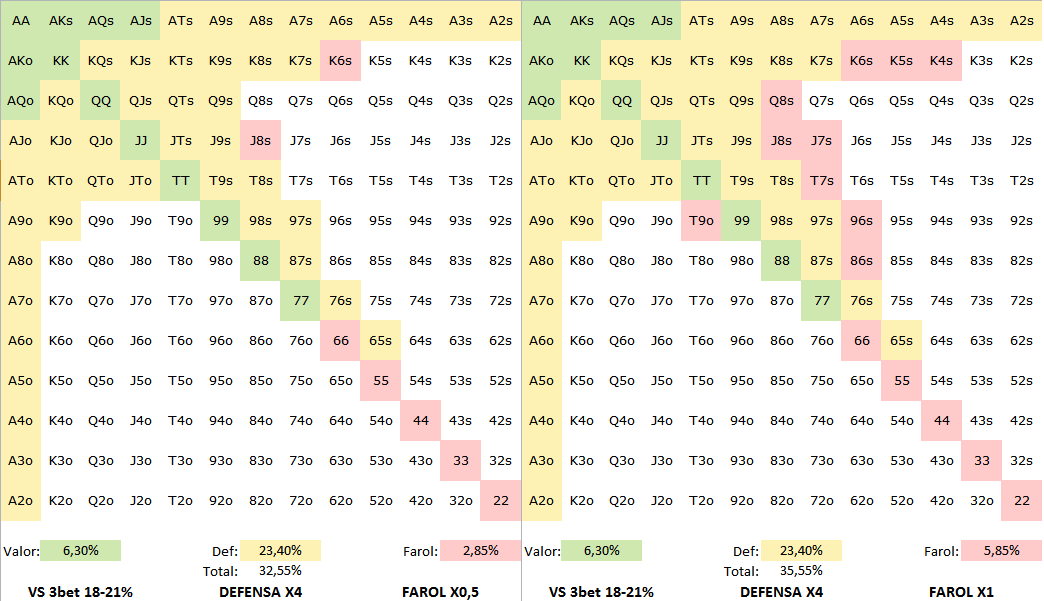 AA AKs AQs AJs ATs A9s A8s A7s A6s A5s A4s A3s A2s AA AKs AQs AJs ATs A9s A8s A7s A6s A5s A4s A3s A2s
AKo KK KQs KJs KTs K9s K8s K7s K6s K5s K4s K3s K2s AKo KK KQs KJs KTs K9s K8s K7s K6s K5s K4s K3s K2s
AQo KQo QQ QJs QTs Q9s Q8s Q7s Q6s Q5s Q4s Q3s Q2s AQo KQo QQ QJs QTs Q9s Q8s Q7s Q6s Q5s Q4s Q3s Q2s
AJo KJo QJo JJ JTs J9s J8s J7s J6s J5s J4s J3s J2s AJo KJo QJo JJ JTs J9s J8s J7s J6s J5s J4s J3s J2s
ATo KTo QTo JTo TT T9s T8s T7s T6s T5s T4s T3s T2s ATo KTo QTo JTo TT T9s T8s T7s T6s T5s T4s T3s T2s
A9o K9o Q9o J9o T9o 99 98s 97s 96s 95s 94s 93s 92s A9o K9o Q9o J9o T9o 99 98s 97s 96s 95s 94s 93s 92s
A8o K8o Q8o J8o T8o 98o 88 87s 86s 85s 84s 83s 82s A8o K8o Q8o J8o T8o 98o 88 87s 86s 85s 84s 83s 82s
A7o K7o Q7o J7o T7o 97o 87o 77 76s 75s 74s 73s 72s A7o K7o Q7o J7o T7o 97o 87o 77 76s 75s 74s 73s 72s
A6o K6o Q6o J6o T6o 96o 86o 76o 66 65s 64s 63s 62s A6o K6o Q6o J6o T6o 96o 86o 76o 66 65s 64s 63s 62s
A5o K5o Q5o J5o T5o 95o 85o 75o 65o 55 54s 53s 52s A5o K5o Q5o J5o T5o 95o 85o 75o 65o 55 54s 53s 52s
A4o K4o Q4o J4o T4o 94o 84o 74o 64o 54o 44 43s 42s A4o K4o Q4o J4o T4o 94o 84o 74o 64o 54o 44 43s 42s
A3o K3o Q3o J3o T3o 93o 83o 73o 63o 53o 43o 33 32s A3o K3o Q3o J3o T3o 93o 83o 73o 63o 53o 43o 33 32s
A2o K2o Q2o J2o T2o 92o 82o 72o 62o 52o 42o 32o 22 A2o K2o Q2o J2o T2o 92o 82o 72o 62o 52o 42o 32o 22
Valor: 6,30% Def: 23,40% Farol: 2,85% Valor: 6,30% Def: 23,40% Farol: 5,85%
Total: 32,55% Total: 35,55%
VS 3bet 18-21% DEFENSA X4 FAROL X0,5 VS 3bet 18-21% DEFENSA X4 FAROL X1